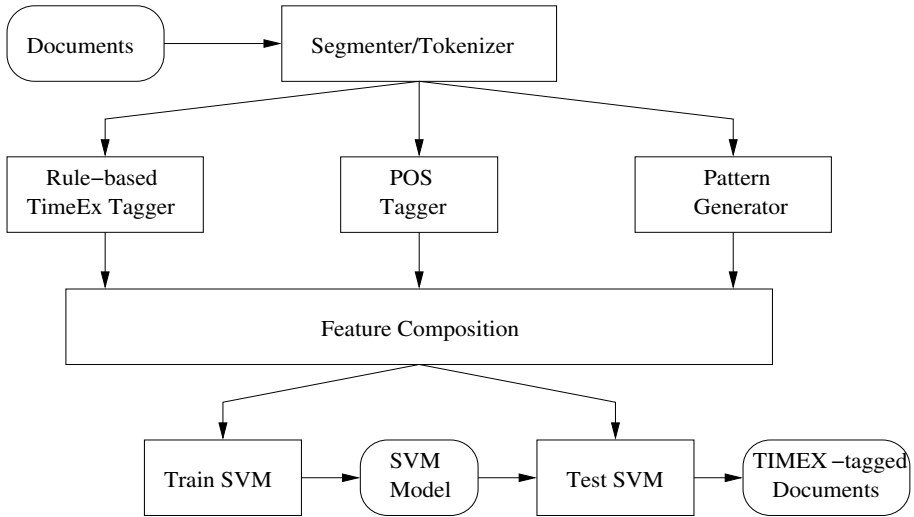 Documents
Segmenter/Tokenizer
Rule-based
TimeEx Tagger
POS
Tagger
Pattern
Generator
Feature Composition
Train SVM
SVM
Model
Test SVM
TIMEX-tagged
Documents